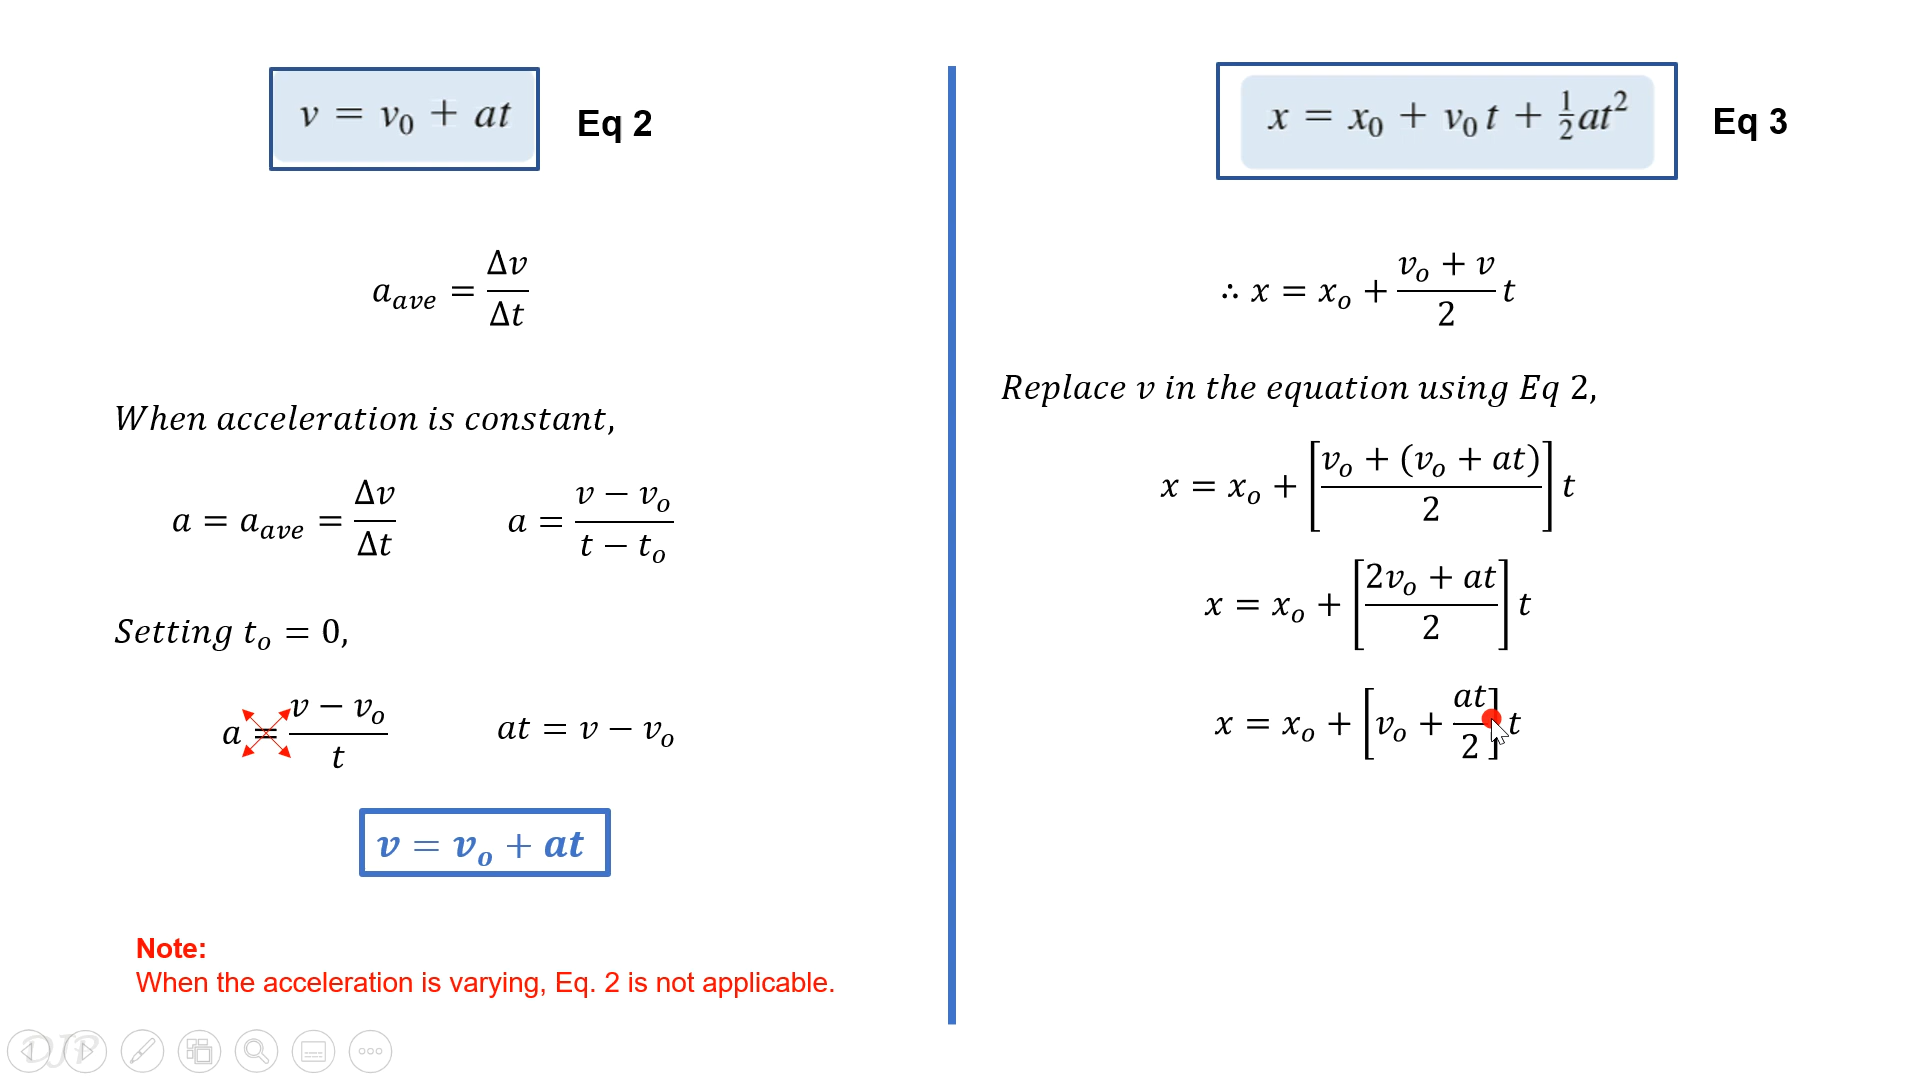 v = v₀ + at
Eq 2
a_ave = Δv/Δt
When acceleration is constant,
a = a_ave = Δv/Δt
a = (v − v_o)/(t − t_o)
Setting t_o = 0,
a = (v − v_o)/t
at = v − v_o
v = v_o + at
Note:
When the acceleration is varying, Eq. 2 is not applicable.
x = x₀ + v₀t + ½at²
Eq 3
∴ x = x_o + (v_o + v)/2 t
Replace v in the equation using Eq 2,
x = x_o + [(v_o + (v_o + at))/2] t
x = x_o + [(2v_o + at)/2] t
x = x_o + [v_o + at/2] t
DJP